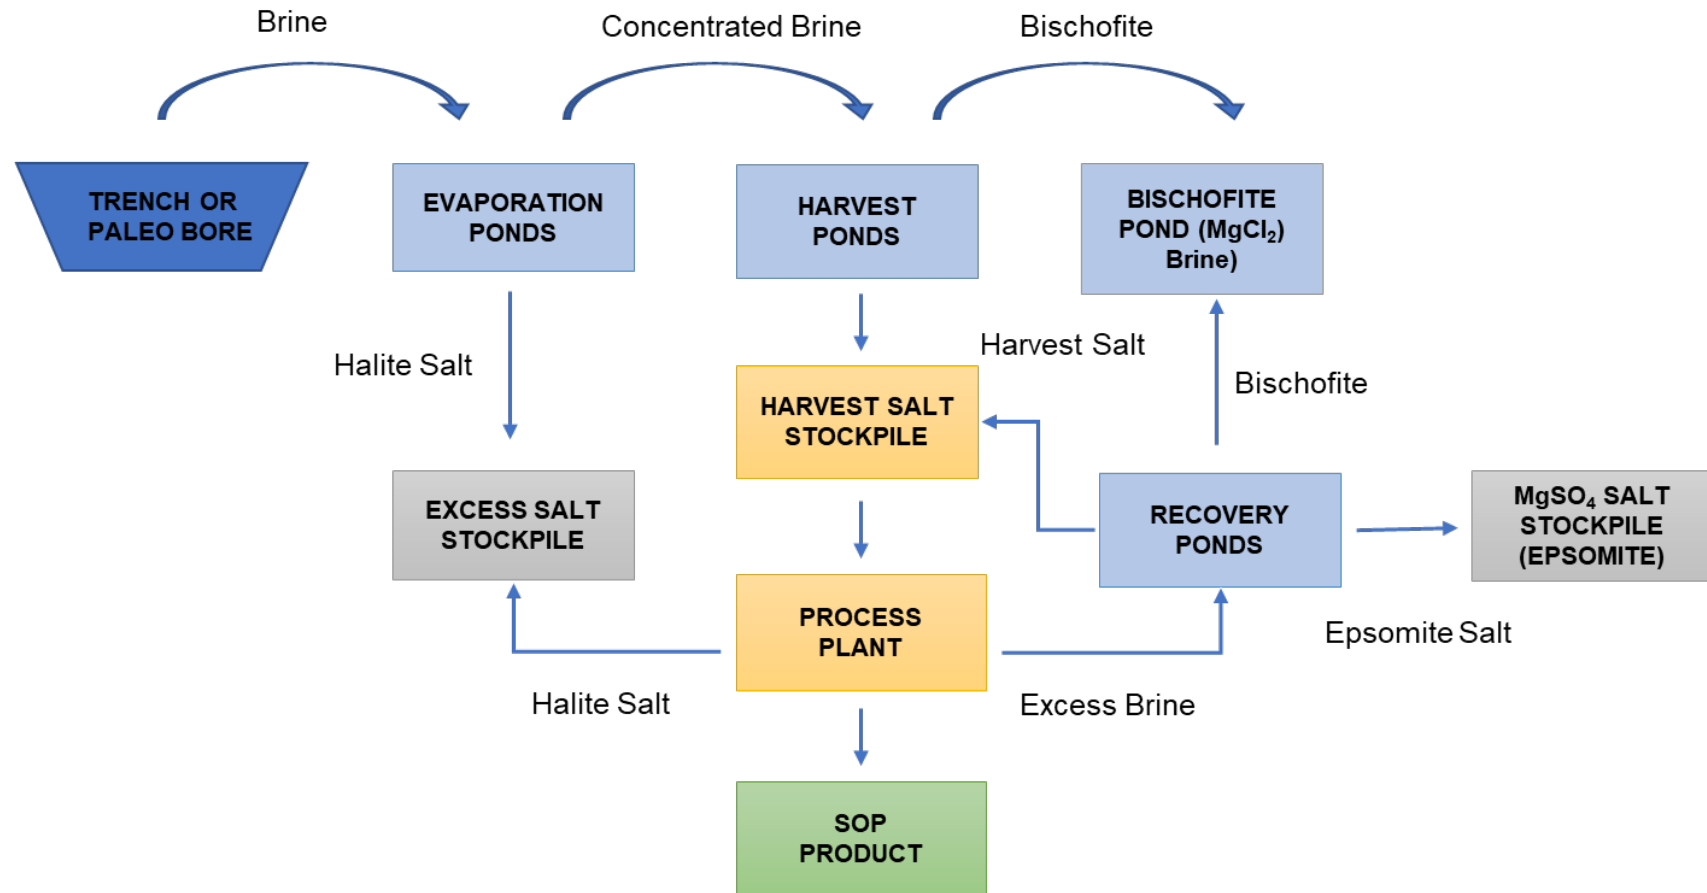 Brine
Concentrated Brine
Bischofite
TRENCH OR
PALEO BORE
EVAPORATION
PONDS
HARVEST
PONDS
BISCHOFITE
POND (MgCl₂)
Brine)
Halite Salt
Harvest Salt
Bischofite
HARVEST SALT
STOCKPILE
EXCESS SALT
STOCKPILE
RECOVERY
PONDS
MgSO₄ SALT
STOCKPILE
(EPSOMITE)
PROCESS
PLANT
Epsomite Salt
Halite Salt
Excess Brine
SOP
PRODUCT